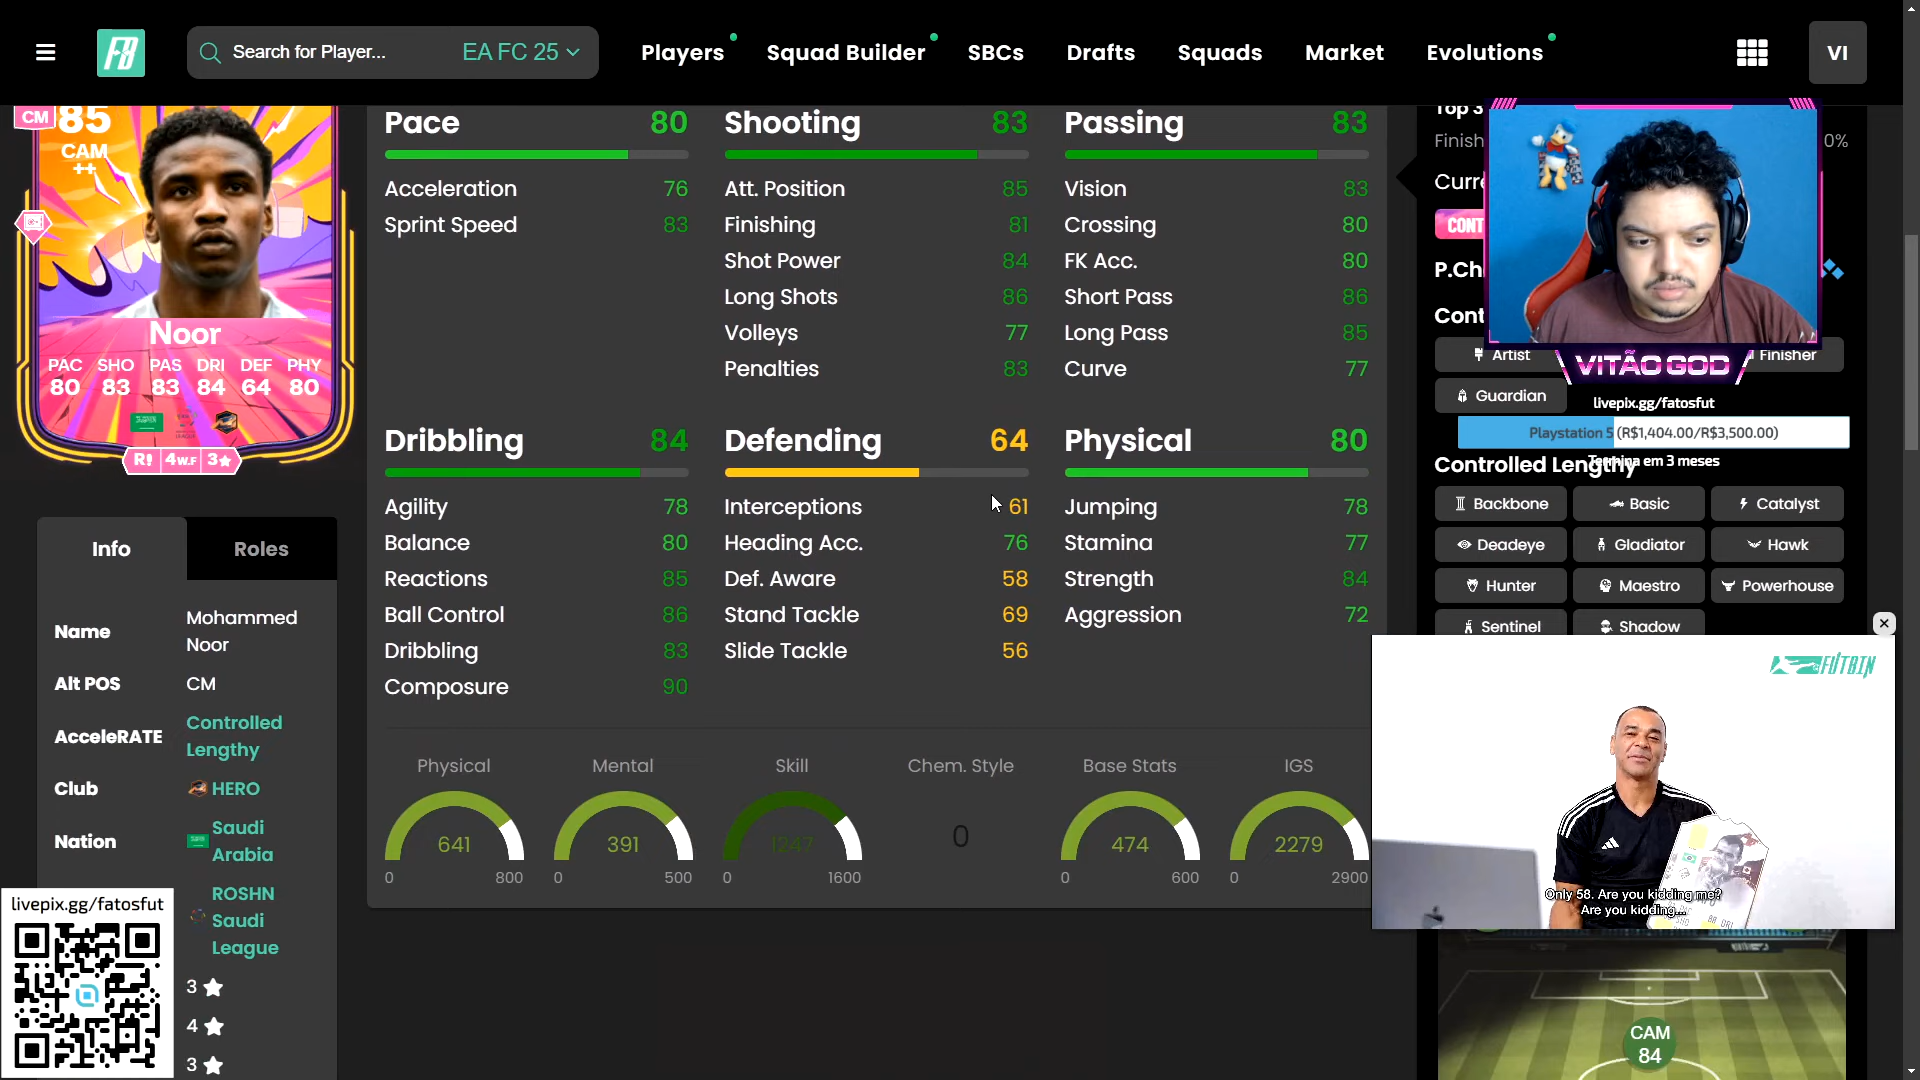 Search for Player...
EA FC 25
Players
Squad Builder
SBCs
Drafts
Squads
Market
Evolutions
VI
CM
85
CAM
++
Noor
PAC SHO PAS DRI DEF PHY
80 83 83 84 64 80
4W.F 3★
Pace 80
Acceleration 76
Sprint Speed 83
Shooting 83
Att. Position 85
Finishing 81
Shot Power 84
Long Shots 86
Volleys 77
Penalties 83
Passing 83
Vision 83
Crossing 80
FK Acc. 80
Short Pass 86
Long Pass 85
Curve 77
Dribbling 84
Agility 78
Balance 80
Reactions 85
Ball Control 86
Dribbling 83
Composure 90
Defending 64
Interceptions 61
Heading Acc. 76
Def. Aware 58
Stand Tackle 69
Slide Tackle 56
Physical 80
Jumping 78
Stamina 77
Strength 84
Aggression 72
Physical
641
0 800
Mental
391
0 500
Skill
1247
0 1600
Chem. Style
0
Base Stats
474
0 600
IGS
2279
0 2900
Info
Roles
Name
Mohammed
Noor
Alt POS CM
AcceleRATE
Controlled
Lengthy
Club HERO
Nation
Saudi
Arabia
ROSHN
Saudi
League
3 ★
4 ★
3 ★
livepix.gg/fatosfut
0%
Artist
Finisher
Guardian
VITÃO GOD
livepix.gg/fatosfut
Playstation 5 (R$1,404.00/R$3,500.00)
Termina em 3 meses
Controlled Lengthy
Backbone
Basic
Catalyst
Deadeye
Gladiator
Hawk
Hunter
Maestro
Powerhouse
Sentinel
Shadow
FUTBIN
Only 58. Are you kidding me?
Are you kidding...
CAM
84